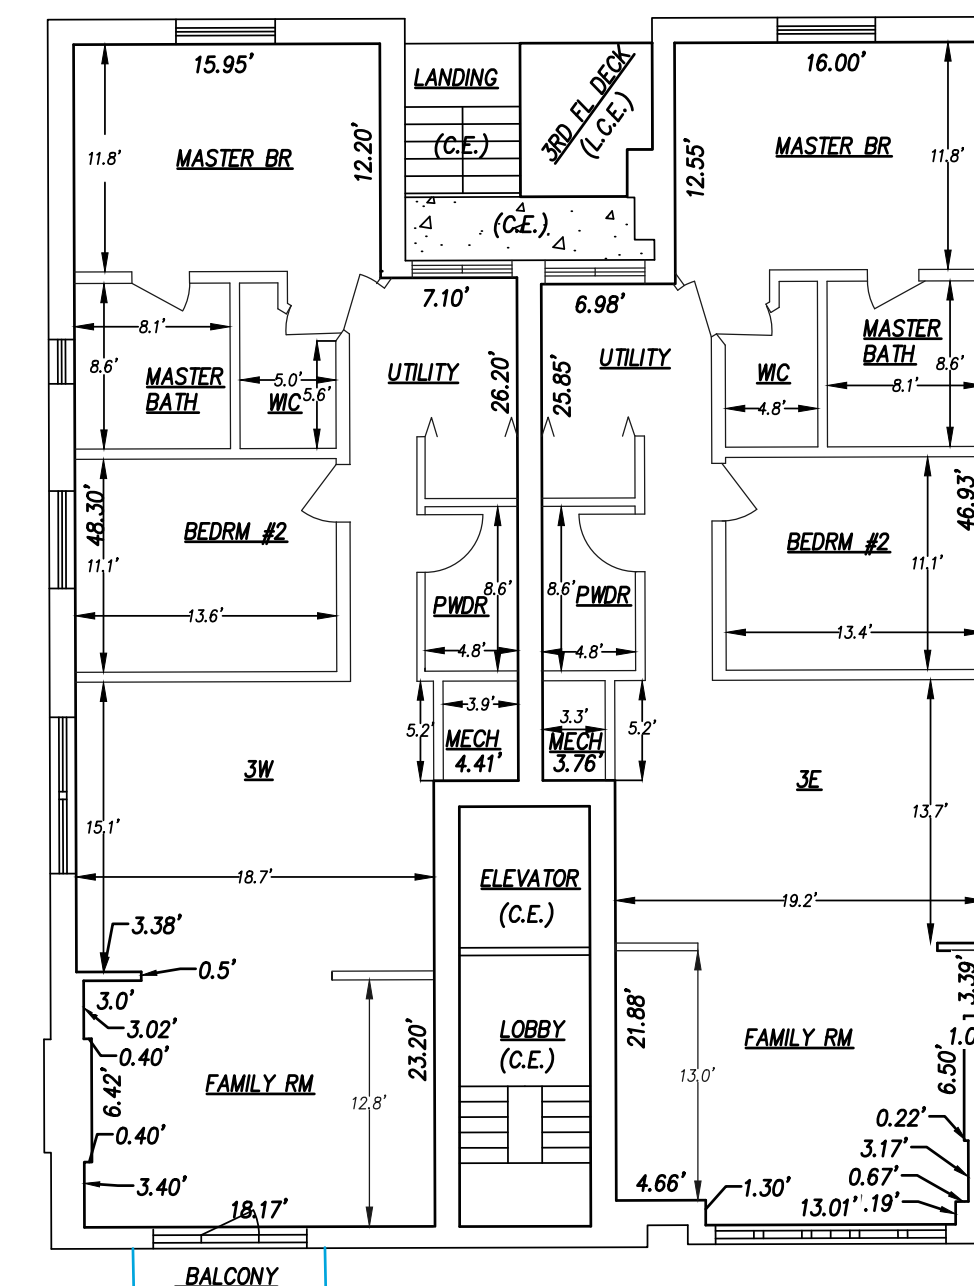 15.95'
LANDING
3RD FL DECK
(L.C.E.)
16.00'
11.8'
MASTER BR
12.20'
(C.E.)
12.55'
MASTER BR
11.8'
(C.E.)
7.10'
6.98'
8.1'
8.6'
MASTER
BATH
5.0'
WIC
5.6'
UTILITY
26.20'
25.85'
UTILITY
WIC
4.8'
MASTER
BATH
8.6'
8.1'
48.30'
BEDRM #2
11.1'
13.6'
PWDR
8.6'
4.8'
8.6'
PWDR
4.8'
BEDRM #2
11.1'
13.4'
46.93'
3.9'
5.2'
MECH
4.41'
3.3'
MECH
3.76'
5.2'
3W
3E
15.1'
13.7'
18.7'
ELEVATOR
(C.E.)
19.2'
3.38'
0.5'
3.0'
3.02'
0.40'
6.42'
0.40'
3.40'
FAMILY RM
23.20'
12.8'
18.17'
LOBBY
(C.E.)
21.88'
FAMILY RM
13.0'
3.39'
1.0
6.50'
0.22'
3.17'
0.67'
.19'
4.66'
1.30'
13.01'
BALCONY